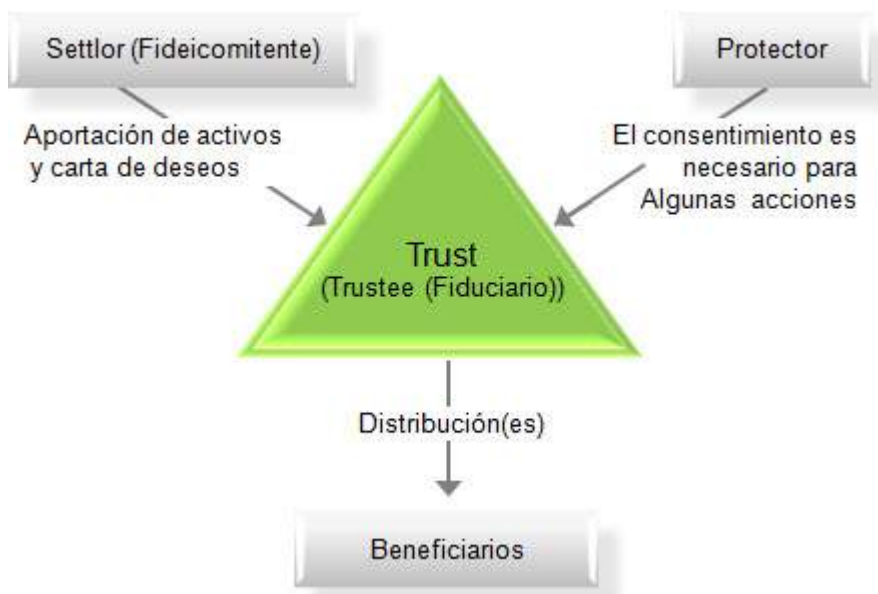 Settlor (Fideicomitente)
Protector
Aportación de activos
y carta de deseos
El consentimiento es
necesario para
Algunas acciones
Trust
(Trustee (Fiduciario))
Distribución(es)
Beneficiarios